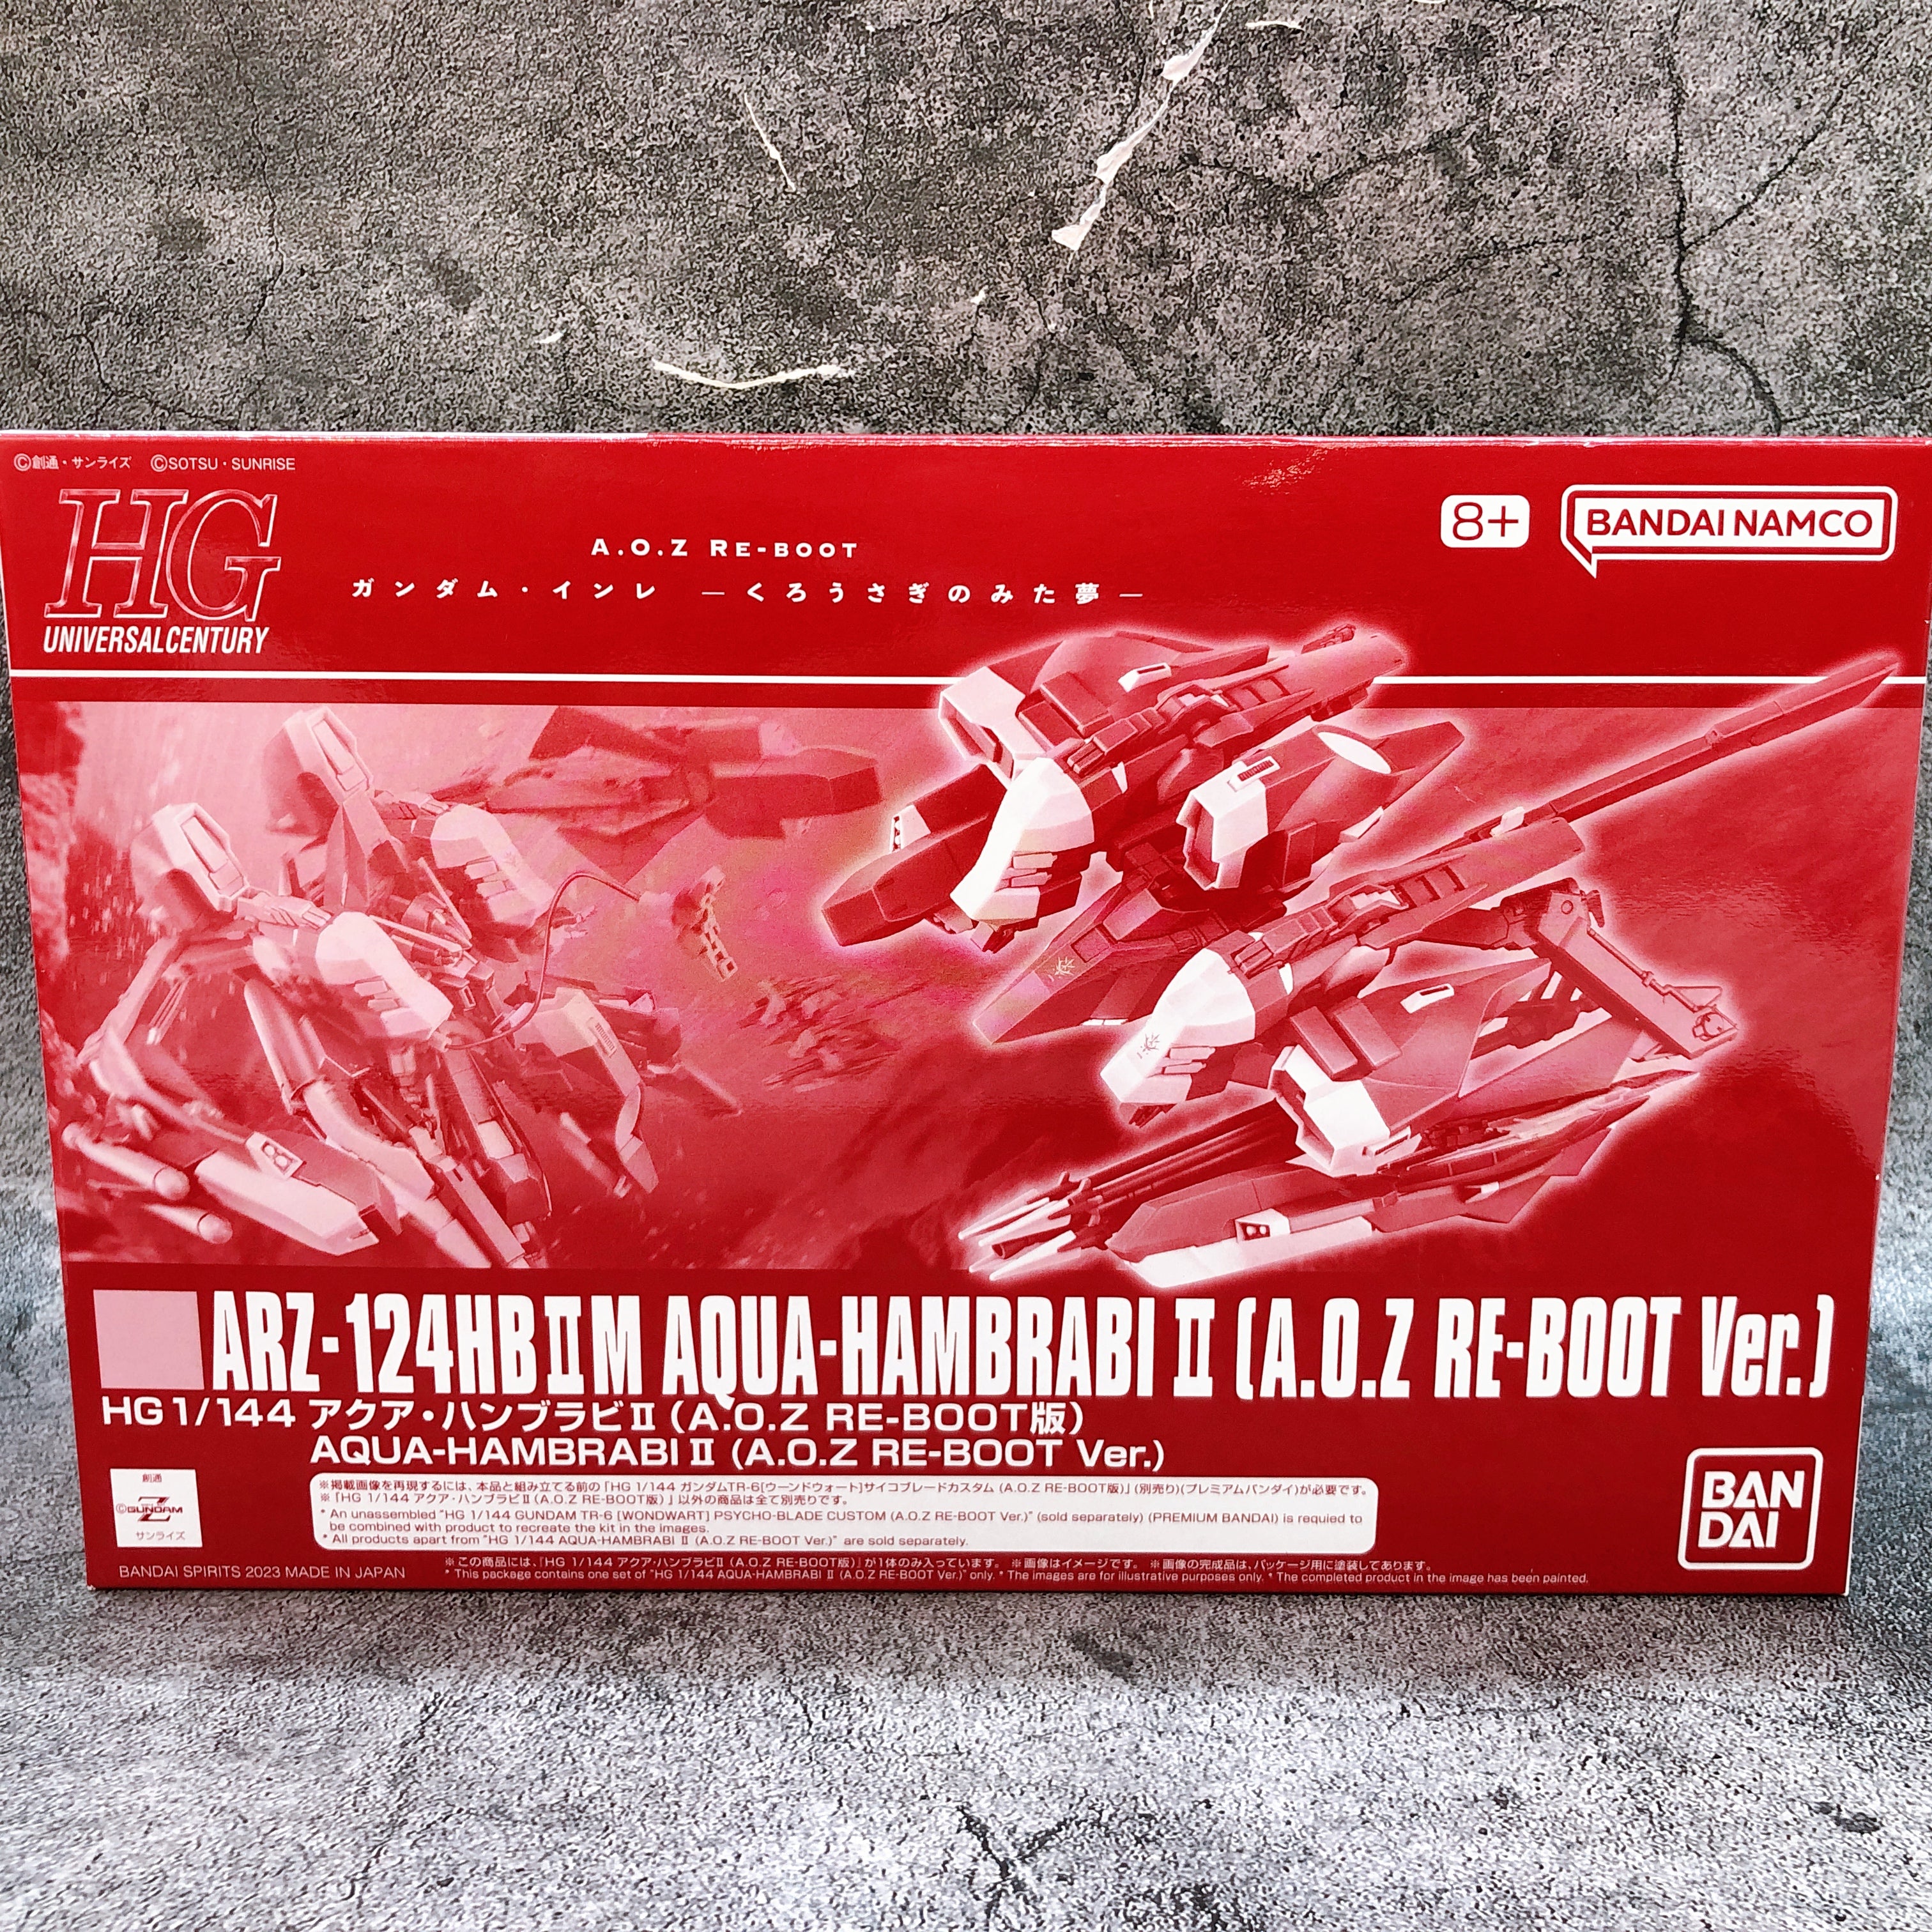 ©創通・サンライズ ©SOTSU・SUNRISE
HG
UNIVERSAL CENTURY
A.O.Z RE-BOOT
ガンダム・インレ ―くろうさぎのみた夢―
8+
BANDAI NAMCO
ARZ-124HBⅡM AQUA-HAMBRABI Ⅱ (A.O.Z RE-BOOT Ver.)
HG 1/144 アクア・ハンブラビⅡ (A.O.Z RE-BOOT版)
AQUA-HAMBRABI Ⅱ (A.O.Z RE-BOOT Ver.)
創通
©GUNDAM Z
サンライズ
※掲載画像を再現するには、本品と組み立てる前の「HG 1/144 ガンダムTR-6[ウーンドウォート]サイコブレードカスタム (A.O.Z RE-BOOT版)」(別売り)(プレミアムバンダイ)が必要です。
※「HG 1/144 アクア・ハンブラビⅡ (A.O.Z RE-BOOT版)」以外の商品は全て別売りです。
* An unassembled "HG 1/144 GUNDAM TR-6 [WONDWART] PSYCHO-BLADE CUSTOM (A.O.Z RE-BOOT Ver.)" (sold separately) (PREMIUM BANDAI) is requied to
be combined with product to recreate the kit in the images.
* All products apart from "HG 1/144 AQUA-HAMBRABI Ⅱ (A.O.Z RE-BOOT Ver.)" are sold separately.
BAN
DAI
BANDAI SPIRITS 2023 MADE IN JAPAN
※この商品には、「HG 1/144 アクア・ハンブラビⅡ (A.O.Z RE-BOOT版)」が1体のみ入っています。 ※画像はイメージです。 ※画像の完成品は、パッケージ用に塗装してあります。
* This package contains one set of "HG 1/144 AQUA-HAMBRABI Ⅱ (A.O.Z RE-BOOT Ver.)" only. * The images are for illustrative purposes only. * The completed product in the image has been painted.